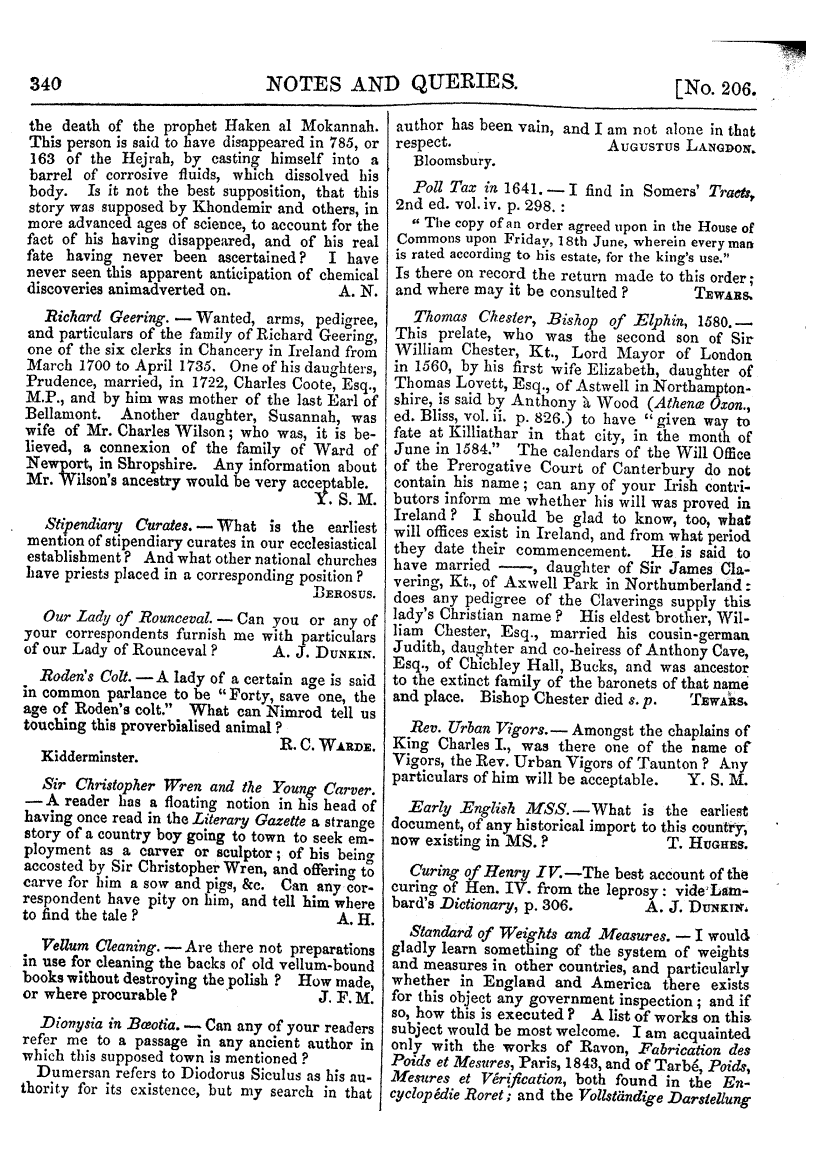 340 NOTES AND QUERIES. [No. 206.
the death of the prophet Haken al Mokannah.
This person is said to have disappeared in 785, or
163 of the Hejrah, by casting himself into a
barrel of corrosive fluids, which dissolved his
body. Is it not the best supposition, that this
story was supposed by Khondemir and others, in
more advanced ages of science, to account for the
fact of his having disappeared, and of his real
fate having never been ascertained? I have
never seen this apparent anticipation of chemical
discoveries animadverted on. A. N.
Richard Geering. — Wanted, arms, pedigree,
and particulars of the family of Richard Geering,
one of the six clerks in Chancery in Ireland from
March 1700 to April 1735. One of his daughters,
Prudence, married, in 1722, Charles Coote, Esq.,
M.P., and by him was mother of the last Earl of
Bellamont. Another daughter, Susannah, was
wife of Mr. Charles Wilson; who was, it is be-
lieved, a connexion of the family of Ward of
Newport, in Shropshire. Any information about
Mr. Wilson's ancestry would be very acceptable.
Y. S. M.
Stipendiary Curates. — What is the earliest
mention of stipendiary curates in our ecclesiastical
establishment? And what other national churches
have priests placed in a corresponding position?
BEROSUS.
Our Lady of Rounceval. — Can you or any of
your correspondents furnish me with particulars
of our Lady of Rounceval? A. J. DUNKIN.
Roden's Colt. — A lady of a certain age is said
in common parlance to be "Forty, save one, the
age of Roden's colt." What can Nimrod tell us
touching this proverbialised animal?
R. C. WARDE.
Kidderminster.
Sir Christopher Wren and the Young Carver.
— A reader has a floating notion in his head of
having once read in the Literary Gazette a strange
story of a country boy going to town to seek em-
ployment as a carver or sculptor; of his being
accosted by Sir Christopher Wren, and offering to
carve for him a sow and pigs, &c. Can any cor-
respondent have pity on him, and tell him where
to find the tale? A. H.
Vellum Cleaning. — Are there not preparations
in use for cleaning the backs of old vellum-bound
books without destroying the polish? How made,
or where procurable? J. F. M.
Dionysia in Bœotia. — Can any of your readers
refer me to a passage in any ancient author in
which this supposed town is mentioned?
Dumersan refers to Diodorus Siculus as his au-
thority for its existence, but my search in that
author has been vain, and I am not alone in that
respect. AUGUSTUS LANGDON.
Bloomsbury.
Poll Tax in 1641. — I find in Somers' Tracts,
2nd ed. vol. iv. p. 298. :
"The copy of an order agreed upon in the House of
Commons upon Friday, 18th June, wherein every man
is rated according to his estate, for the king's use."
Is there on record the return made to this order;
and where may it be consulted? TEWARS.
Thomas Chester, Bishop of Elphin, 1580. —
This prelate, who was the second son of Sir
William Chester, Kt., Lord Mayor of London
in 1560, by his first wife Elizabeth, daughter of
Thomas Lovett, Esq., of Astwell in Northampton-
shire, is said by Anthony à Wood (Athenæ Oxon.,
ed. Bliss, vol. ii. p. 826.) to have "given way to
fate at Killiathar in that city, in the month of
June in 1584." The calendars of the Will Office
of the Prerogative Court of Canterbury do not
contain his name; can any of your Irish contri-
butors inform me whether his will was proved in
Ireland? I should be glad to know, too, what
will offices exist in Ireland, and from what period
they date their commencement. He is said to
have married ——, daughter of Sir James Cla-
vering, Kt., of Axwell Park in Northumberland:
does any pedigree of the Claverings supply this
lady's Christian name? His eldest brother, Wil-
liam Chester, Esq., married his cousin-german
Judith, daughter and co-heiress of Anthony Cave,
Esq., of Chichley Hall, Bucks, and was ancestor
to the extinct family of the baronets of that name
and place. Bishop Chester died s. p. TEWARS.
Rev. Urban Vigors. — Amongst the chaplains of
King Charles I., was there one of the name of
Vigors, the Rev. Urban Vigors of Taunton? Any
particulars of him will be acceptable. Y. S. M.
Early English MSS. — What is the earliest
document, of any historical import to this country,
now existing in MS.? T. HUGHES.
Curing of Henry IV. — The best account of the
curing of Hen. IV. from the leprosy: vide Lam-
bard's Dictionary, p. 306. A. J. DUNKIN.
Standard of Weights and Measures. — I would
gladly learn something of the system of weights
and measures in other countries, and particularly
whether in England and America there exists
for this object any government inspection; and if
so, how this is executed? A list of works on this
subject would be most welcome. I am acquainted
only with the works of Ravon, Fabrication des
Poids et Mesures, Paris, 1843, and of Tarbé, Poids,
Mesures et Vérification, both found in the En-
cyclopédie Roret; and the Vollständige Darstellung